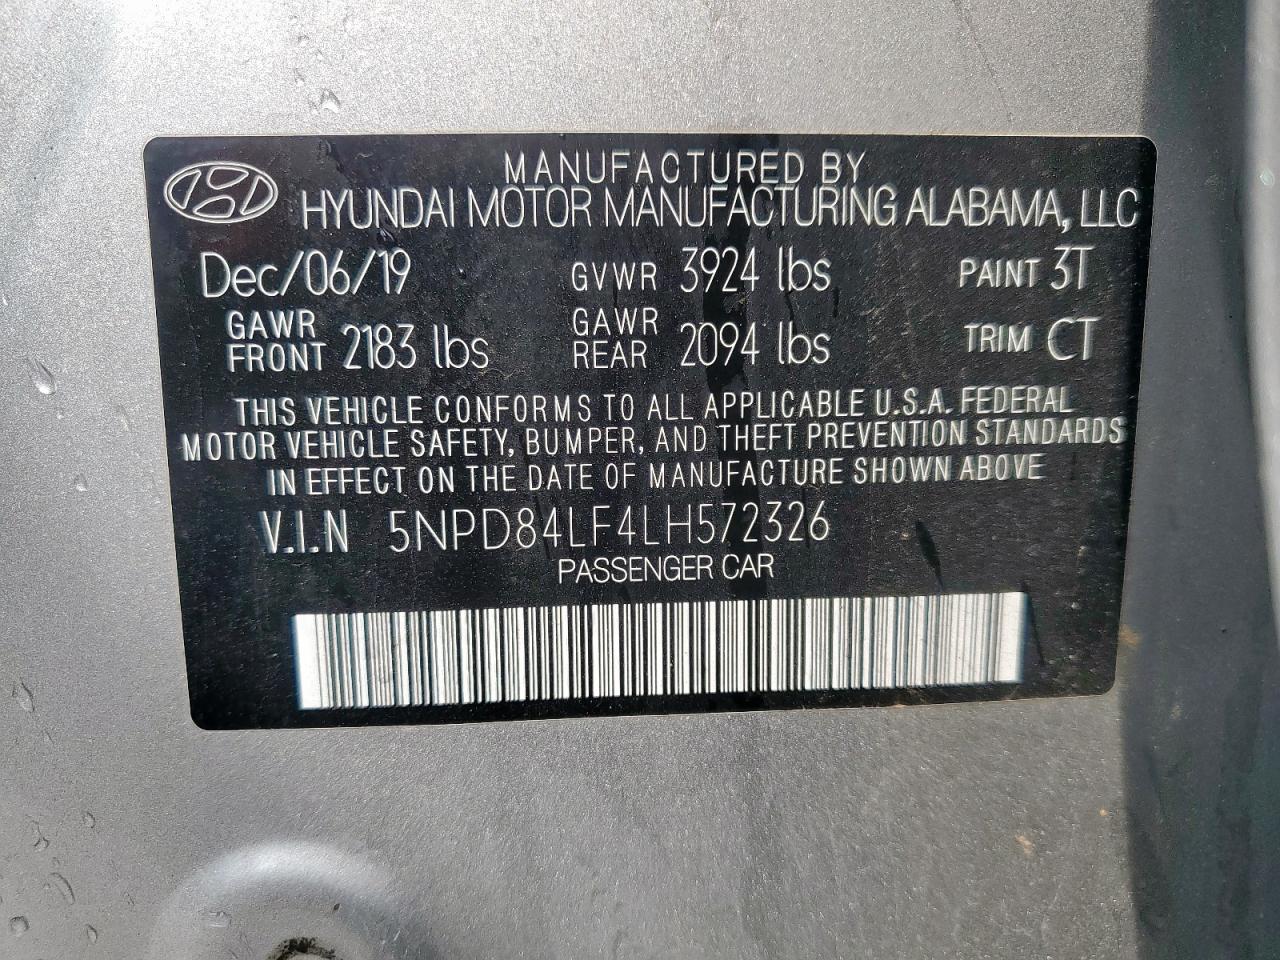 MANUFACTURED BY
HYUNDAI MOTOR MANUFACTURING ALABAMA, LLC
Dec/06/19 GVWR 3924 lbs PAINT 3T
GAWR FRONT 2183 lbs GAWR REAR 2094 lbs TRIM CT
THIS VEHICLE CONFORMS TO ALL APPLICABLE U.S.A. FEDERAL
MOTOR VEHICLE SAFETY, BUMPER, AND THEFT PREVENTION STANDARDS
IN EFFECT ON THE DATE OF MANUFACTURE SHOWN ABOVE
V.I.N 5NPD84LF4LH572326
PASSENGER CAR